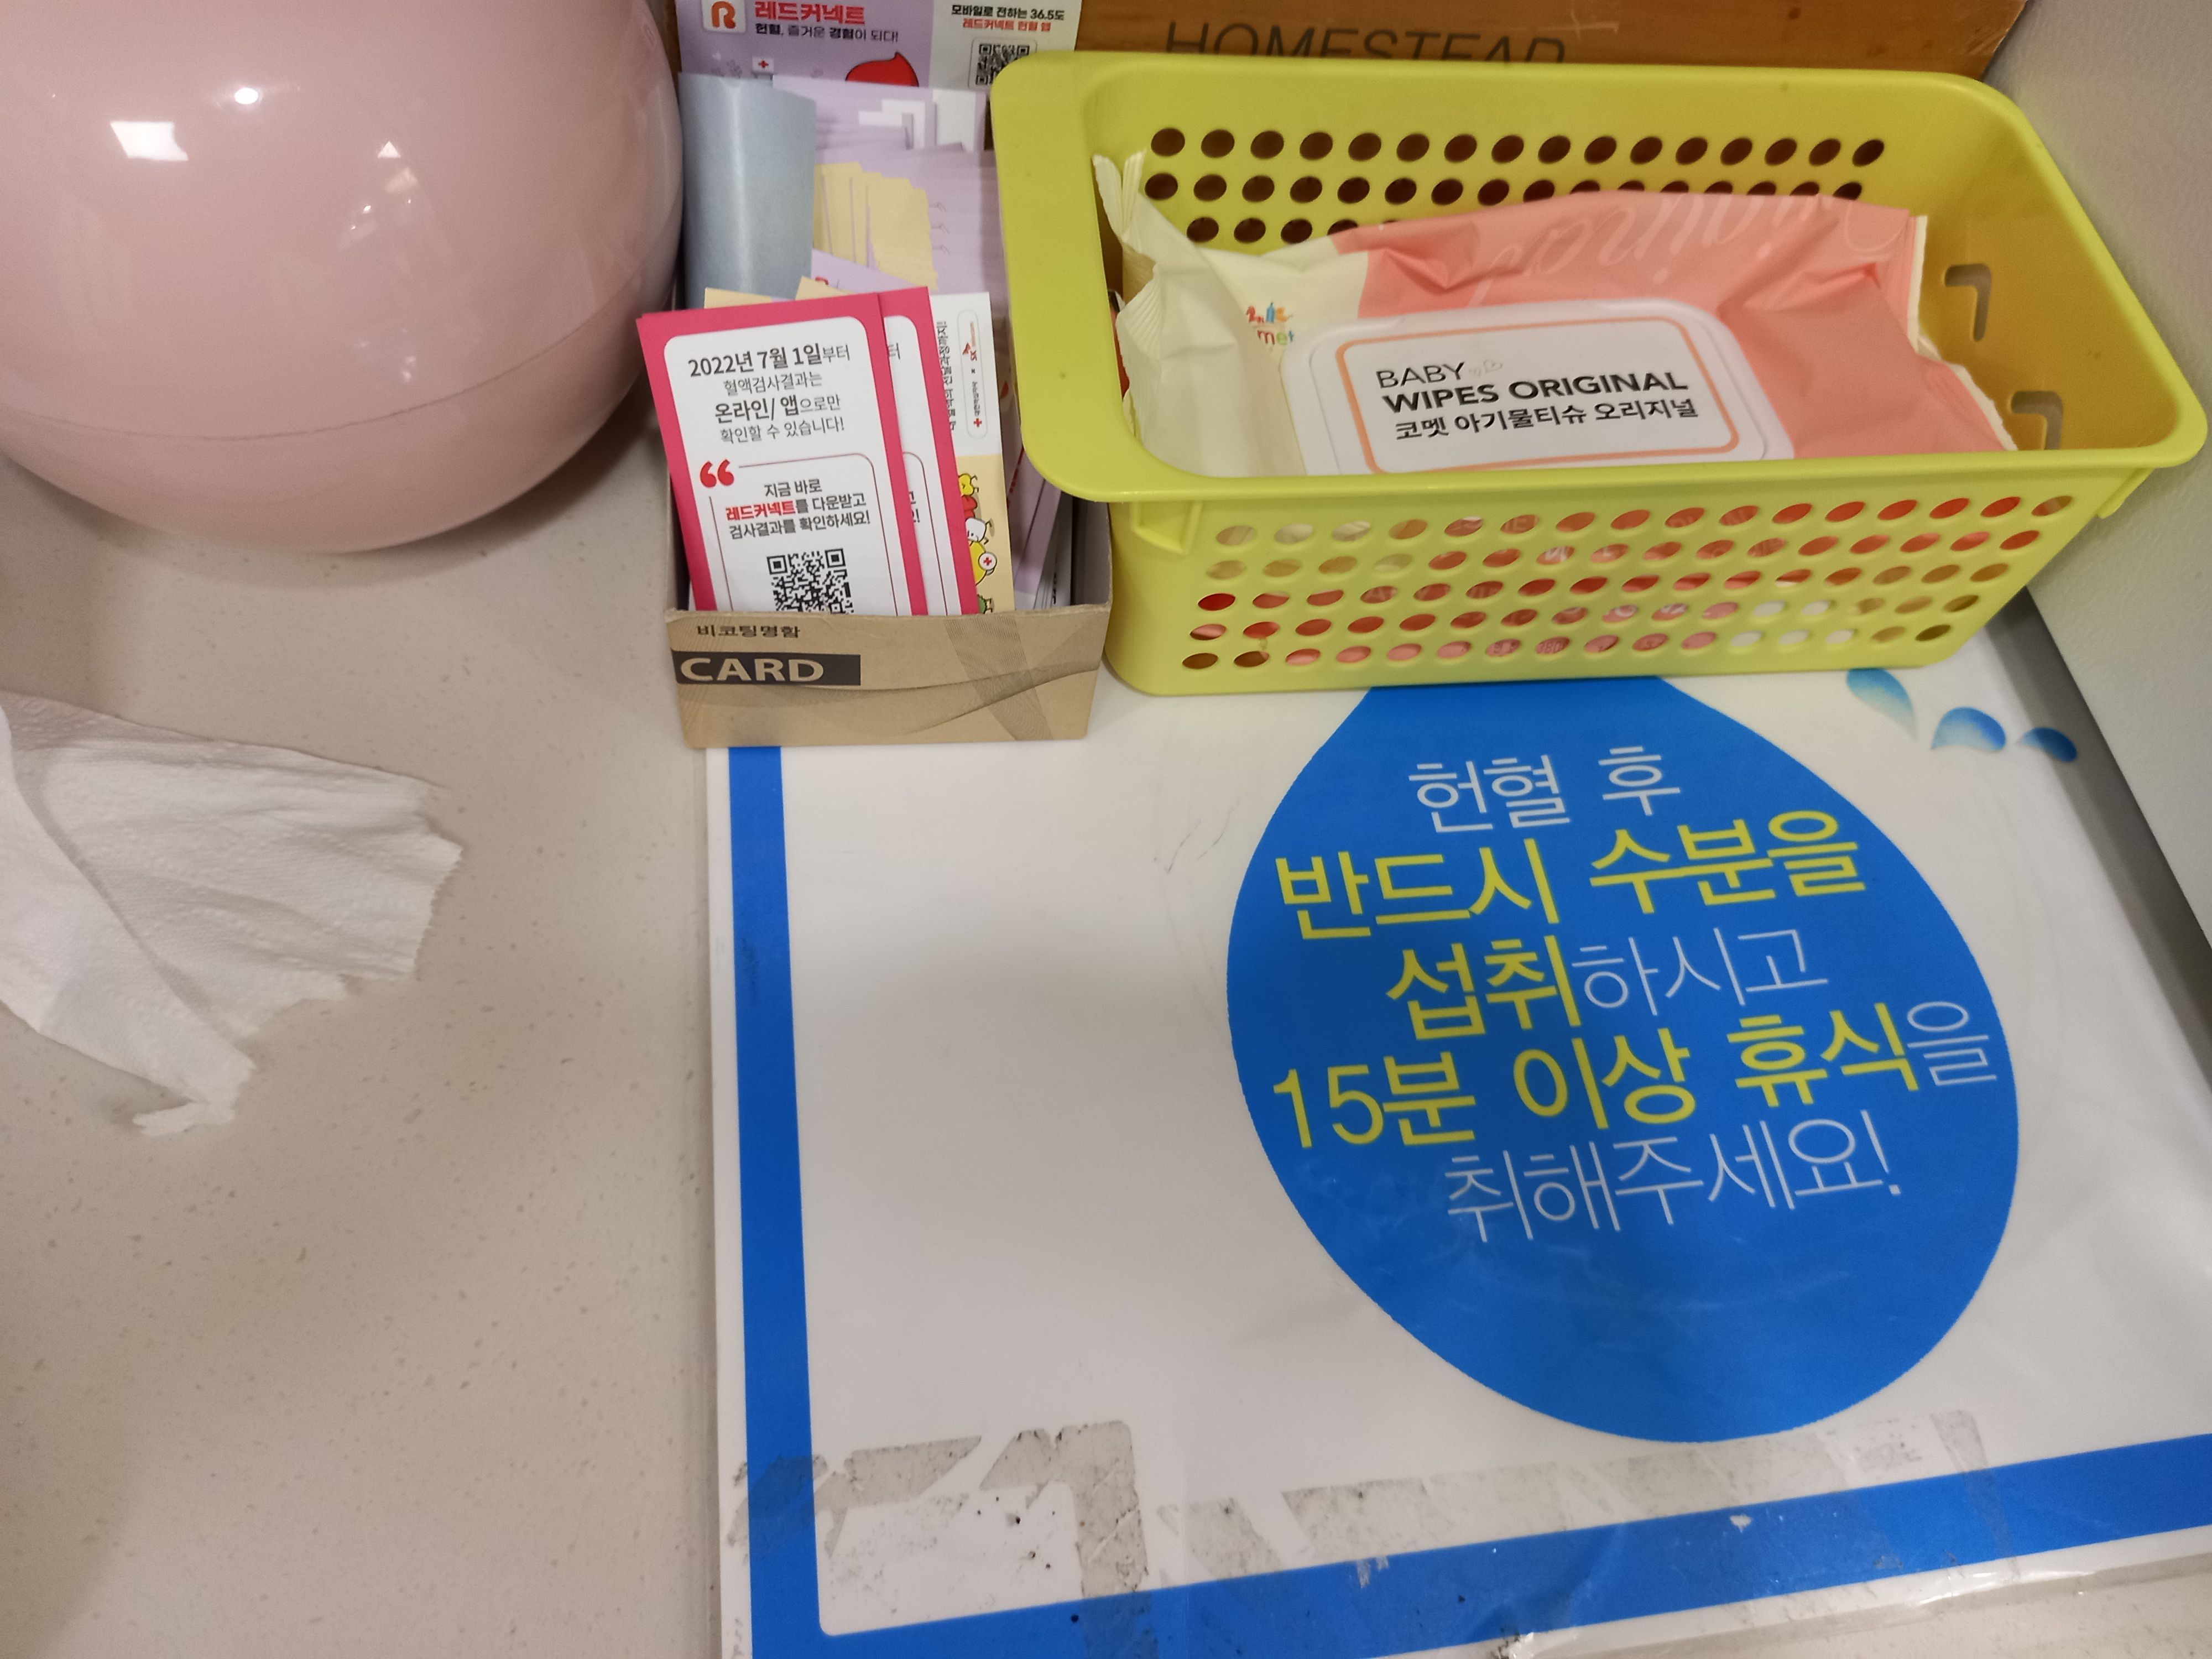 레드커넥트
헌혈, 즐거운 경험이 되다!
모바일로 전하는 36.5도
레드커넥트 헌혈 앱
HOMESTEAD
2022년 7월 1일부터
혈액검사결과는
온라인/ 앱으로만
확인할 수 있습니다!
지금 바로
레드커넥트를 다운받고
검사결과를 확인하세요!
비코팅명함
CARD
Original
BABY
WIPES ORIGINAL
코멧 아기물티슈 오리지널
헌혈 후
반드시 수분을
섭취하시고
15분 이상 휴식을
취해주세요!